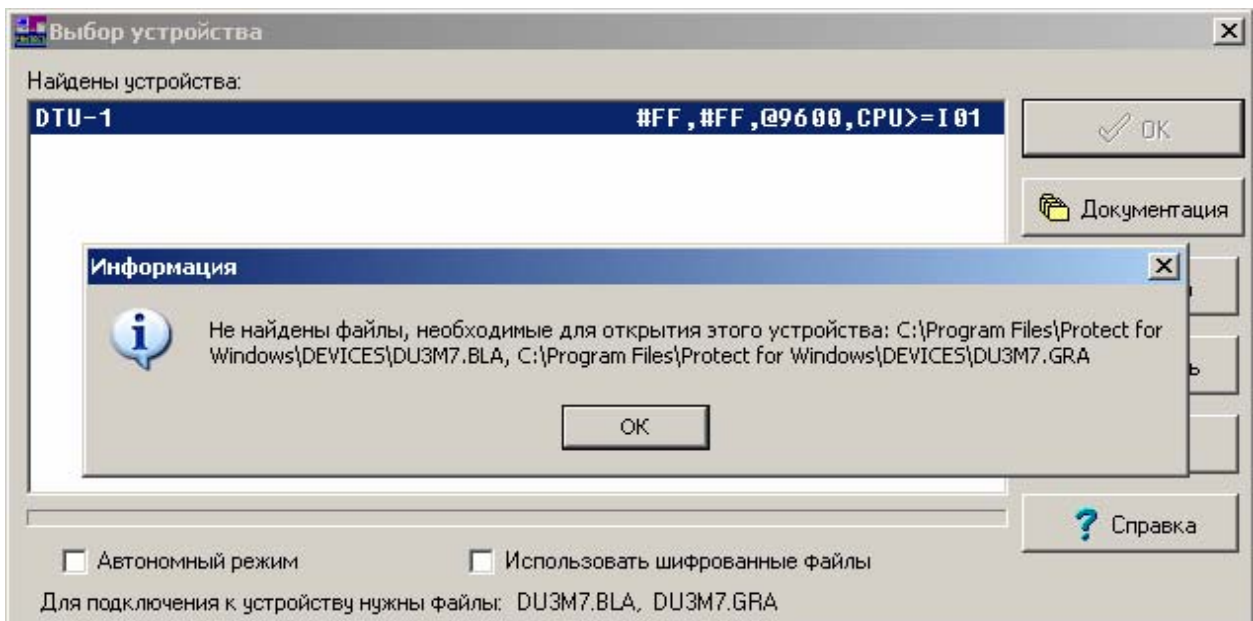 Выбор устройства
Найдены устройства:
DTU-1 #FF,#FF,@9600,CPU>=I01
OK
Документация
Информация
Не найдены файлы, необходимые для открытия этого устройства: C:\Program Files\Protect for
Windows\DEVICES\DU3M7.BLA, C:\Program Files\Protect for Windows\DEVICES\DU3M7.GRA
OK
Справка
Автономный режим
Использовать шифрованные файлы
Для подключения к устройству нужны файлы: DU3M7.BLA, DU3M7.GRA